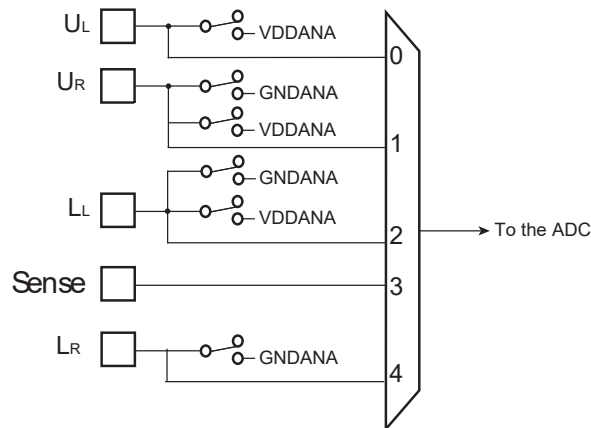 UL
VDDANA
0
UR
GNDANA
VDDANA
1
GNDANA
LL
VDDANA
2
To the ADC
Sense
3
LR
GNDANA
4